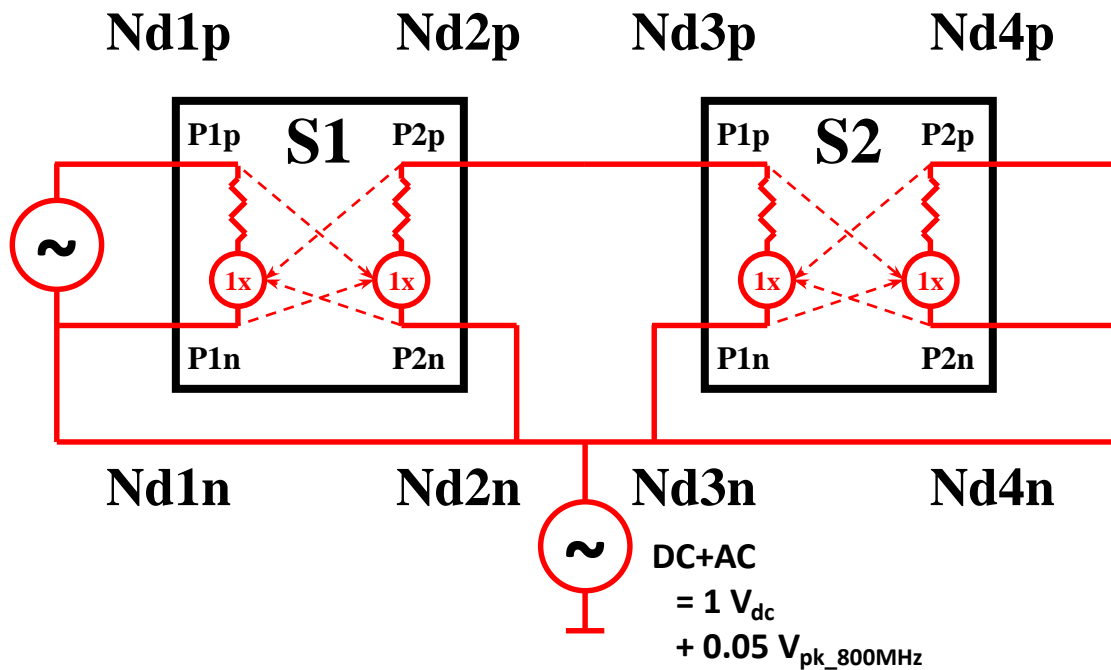 Nd1p Nd2p Nd3p Nd4p
P1p S1 P2p P1p S2 P2p
~ 1x 1x 1x 1x
P1n P2n P1n P2n
Nd1n Nd2n Nd3n Nd4n
~ DC+AC
= 1 Vdc
+ 0.05 Vpk_800MHz